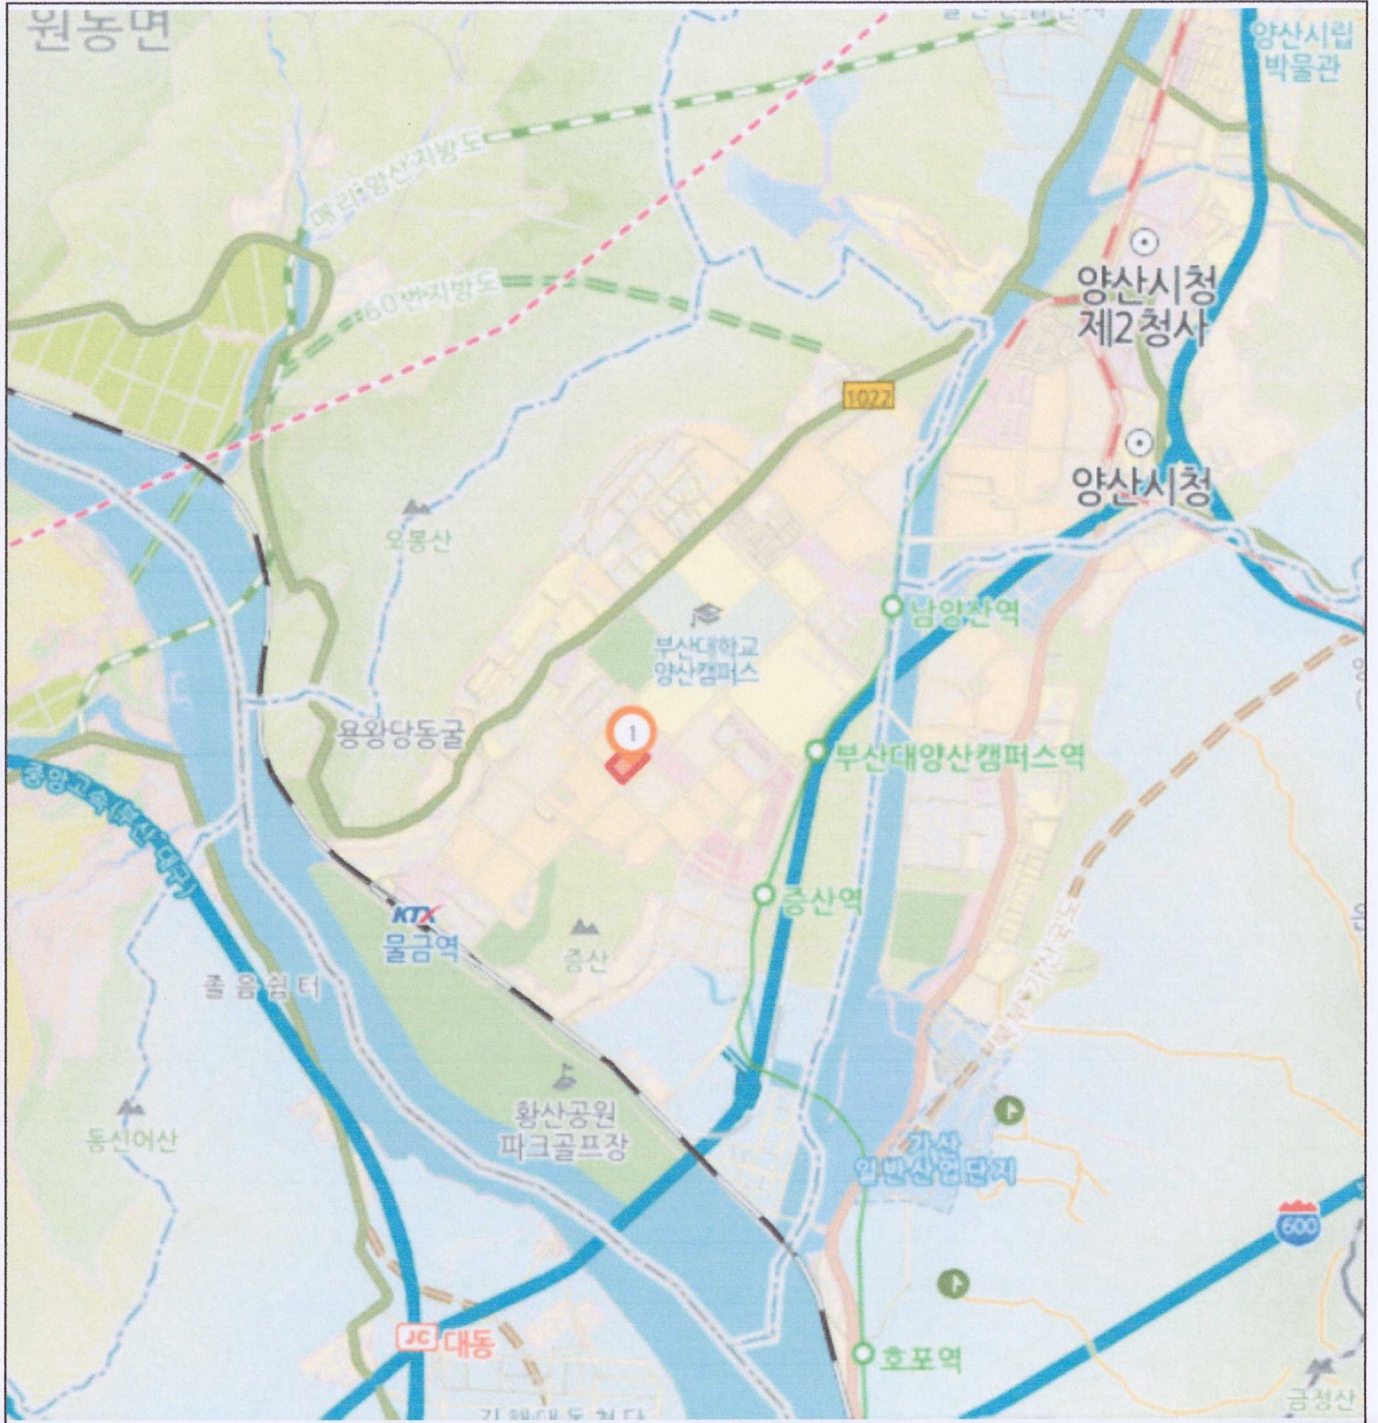 원동면
양산시립
박물관
매리~양산지방도
60번지방도
양산시청
제2청사
1022
양산시청
오봉산
남양산역
부산대학교
양산캠퍼스
용왕당동굴
1
부산대양산캠퍼스역
중앙고속(부산~대구)
증산역
KTX
물금역
증산
졸음쉼터
황산공원
파크골프장
동신어산
가산
일반산업단지
600
JC 대동
호포역
금정산